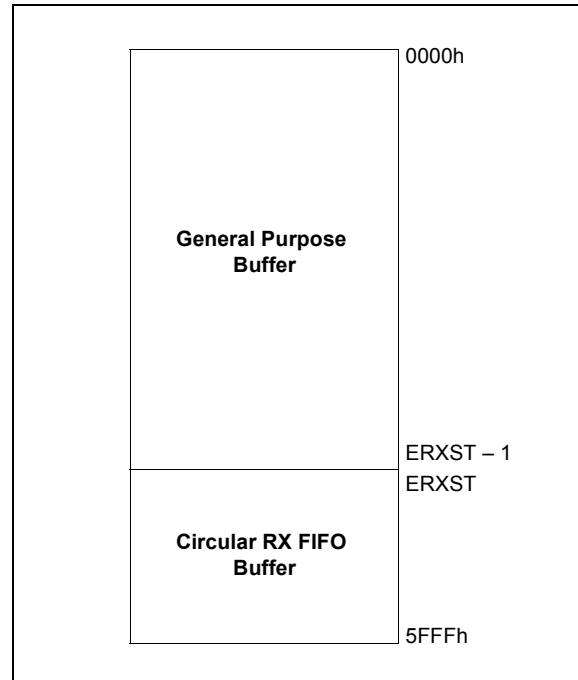 0000h
General Purpose
Buffer
ERXST – 1
ERXST
Circular RX FIFO
Buffer
5FFFh